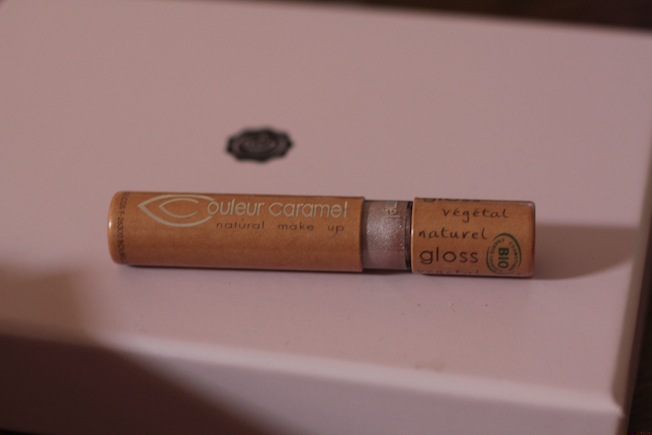 Couleur caramel
natural make up
végétal
naturel
gloss
BIO